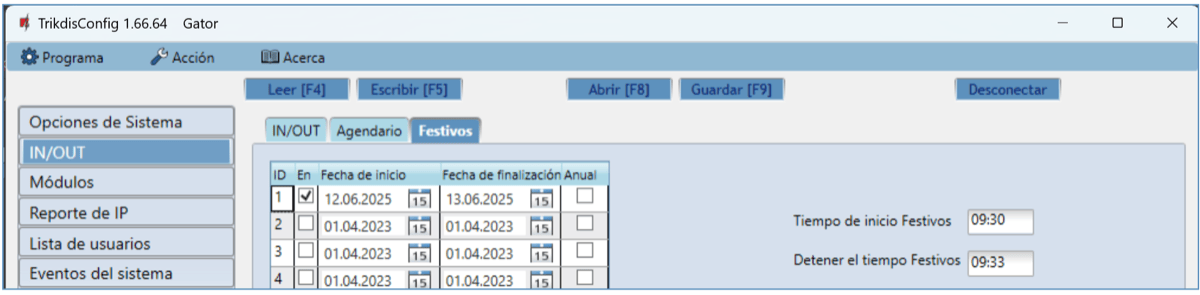 TrikdisConfig 1.66.64 Gator
Programa Acción Acerca
Leer [F4] Escribir [F5] Abrir [F8] Guardar [F9] Desconectar
Opciones de Sistema
IN/OUT
Módulos
Reporte de IP
Lista de usuarios
Eventos del sistema
IN/OUT Agendario Festivos
ID En Fecha de inicio Fecha de finalización Anual
1 12.06.2025 15 13.06.2025 15
2 01.04.2023 15 01.04.2023 15
3 01.04.2023 15 01.04.2023 15
4 01.04.2023 15 01.04.2023 15
Tiempo de inicio Festivos 09:30
Detener el tiempo Festivos 09:33